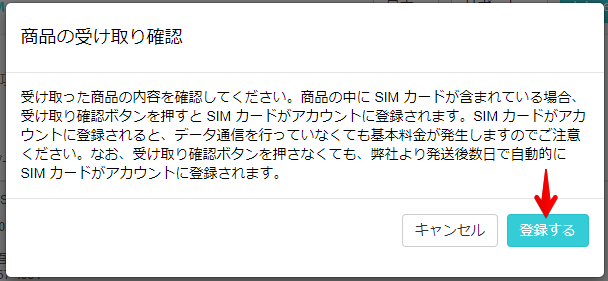 商品の受け取り確認
受け取った商品の内容を確認してください。商品の中に SIM カードが含まれている場合、
受け取り確認ボタンを押すと SIM カードがアカウントに登録されます。SIM カードがアカ
ウントに登録されると、データ通信を行っていなくても基本料金が発生しますのでご注意
ください。なお、受け取り確認ボタンを押さなくても、弊社より発送後数日で自動的に
SIM カードがアカウントに登録されます。
キャンセル
登録する